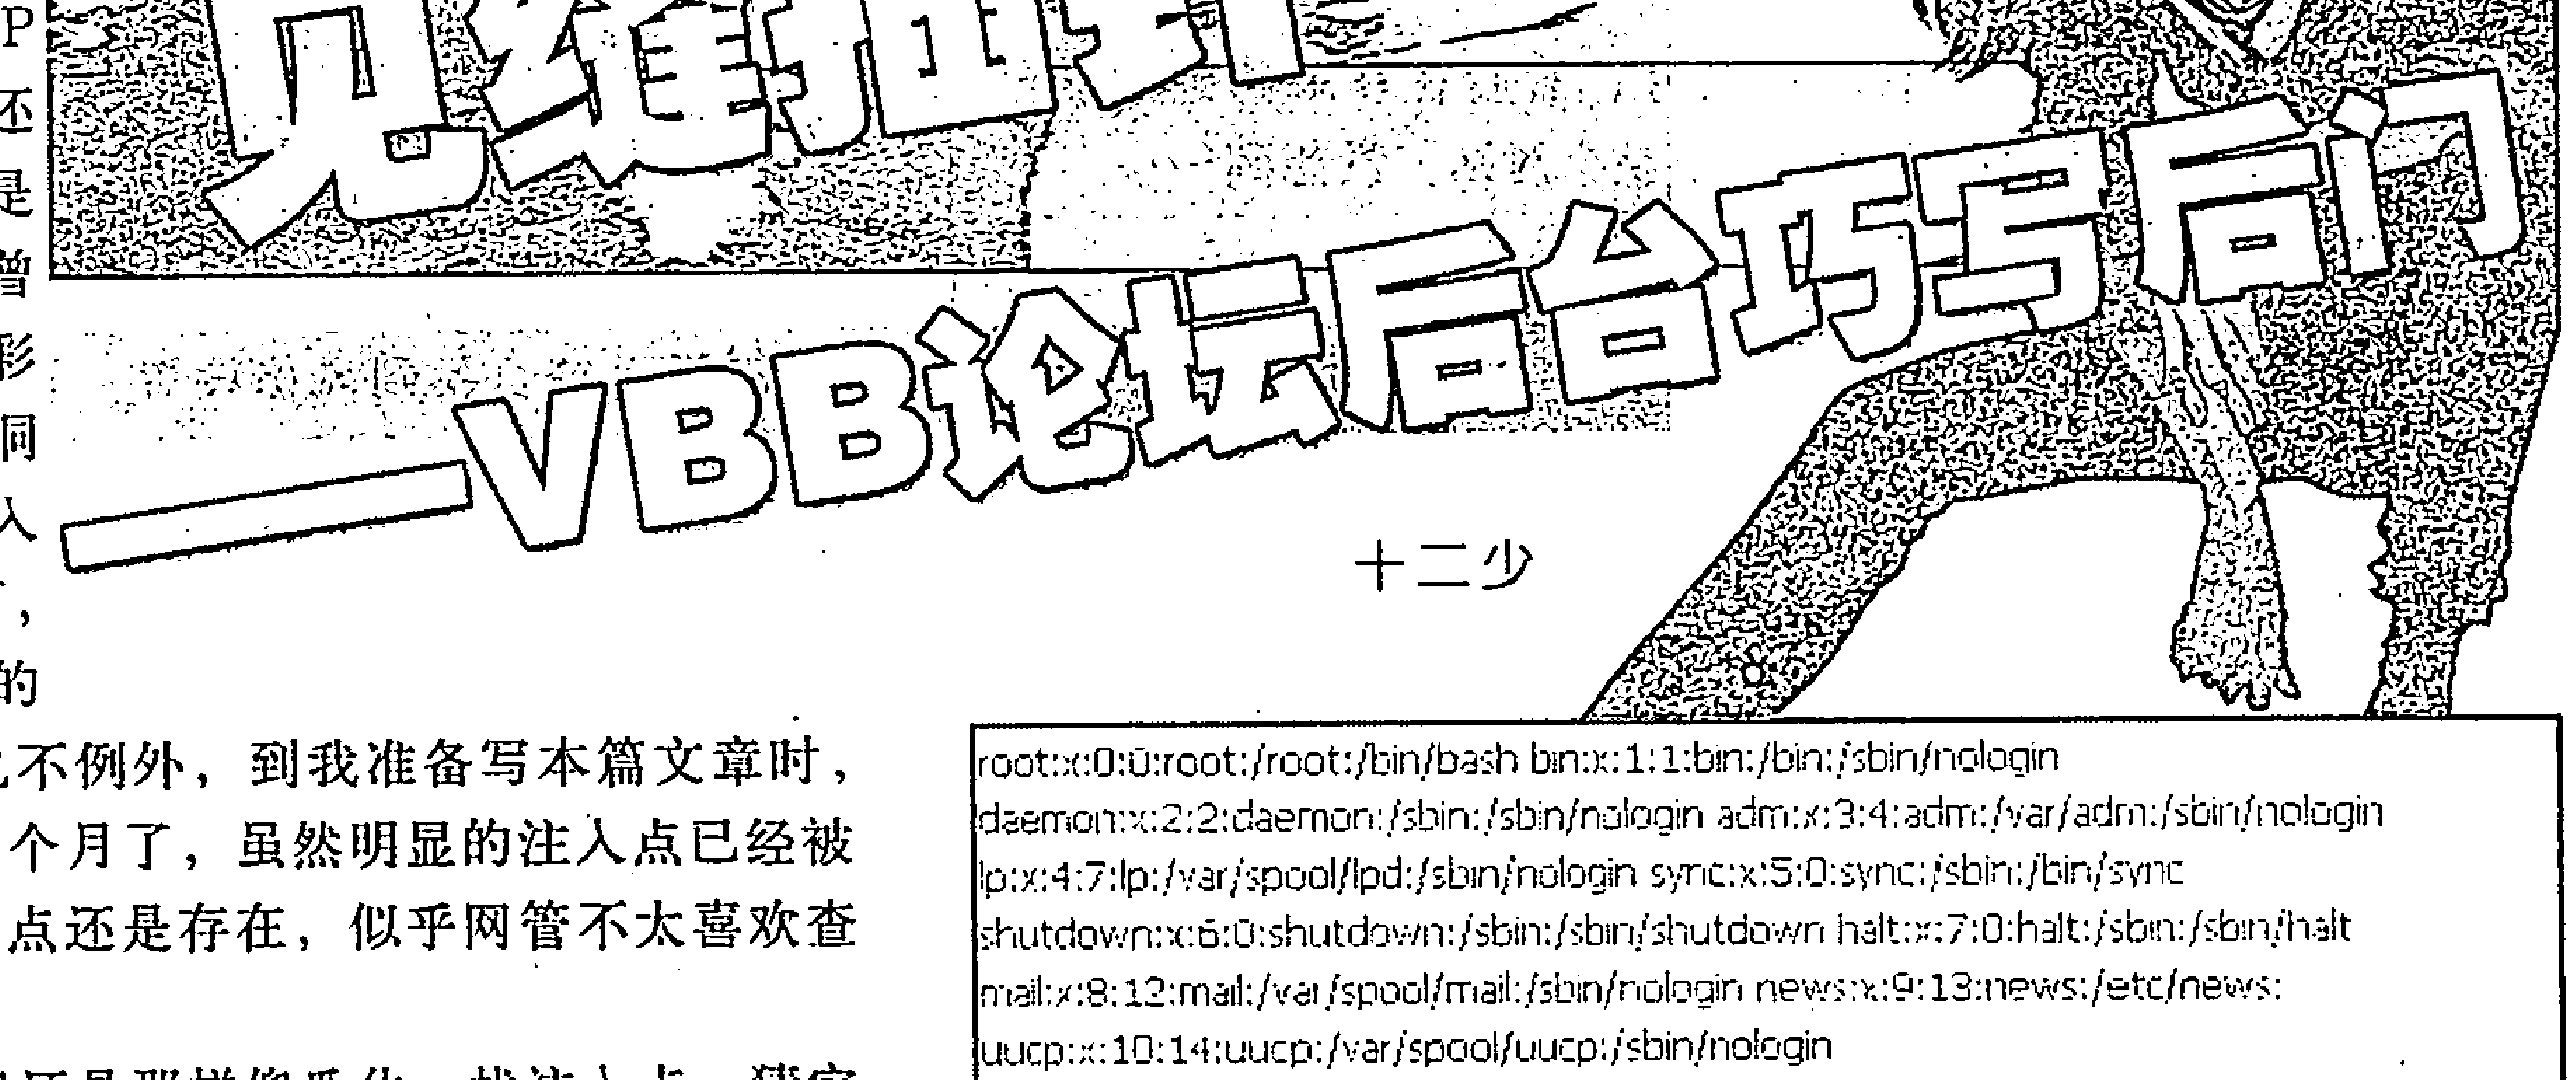 见缝插针
——VBB论坛后台巧写后门
十二少
P
还
是
曾
彩
洞
入
，
的
不例外，到我准备写本篇文章时，
个月了，虽然明显的注入点已经被
点还是存在，似乎网管不太喜欢查
root:x:0:0:root:/root:/bin/bash bin:x:1:1:bin:/bin:/sbin/nologin
daemon:x:2:2:daemon:/sbin:/sbin/nologin adm:x:3:4:adm:/var/adm:/sbin/nologin
lp:x:4:7:lp:/var/spool/lpd:/sbin/nologin sync:x:5:0:sync:/sbin:/bin/sync
shutdown:x:6:0:shutdown:/sbin:/sbin/shutdown halt:x:7:0:halt:/sbin:/sbin/halt
mail:x:8:12:mail:/var/spool/mail:/sbin/nologin news:x:9:13:news:/etc/news:
uucp:x:10:14:uucp:/var/spool/uucp:/sbin/nologin